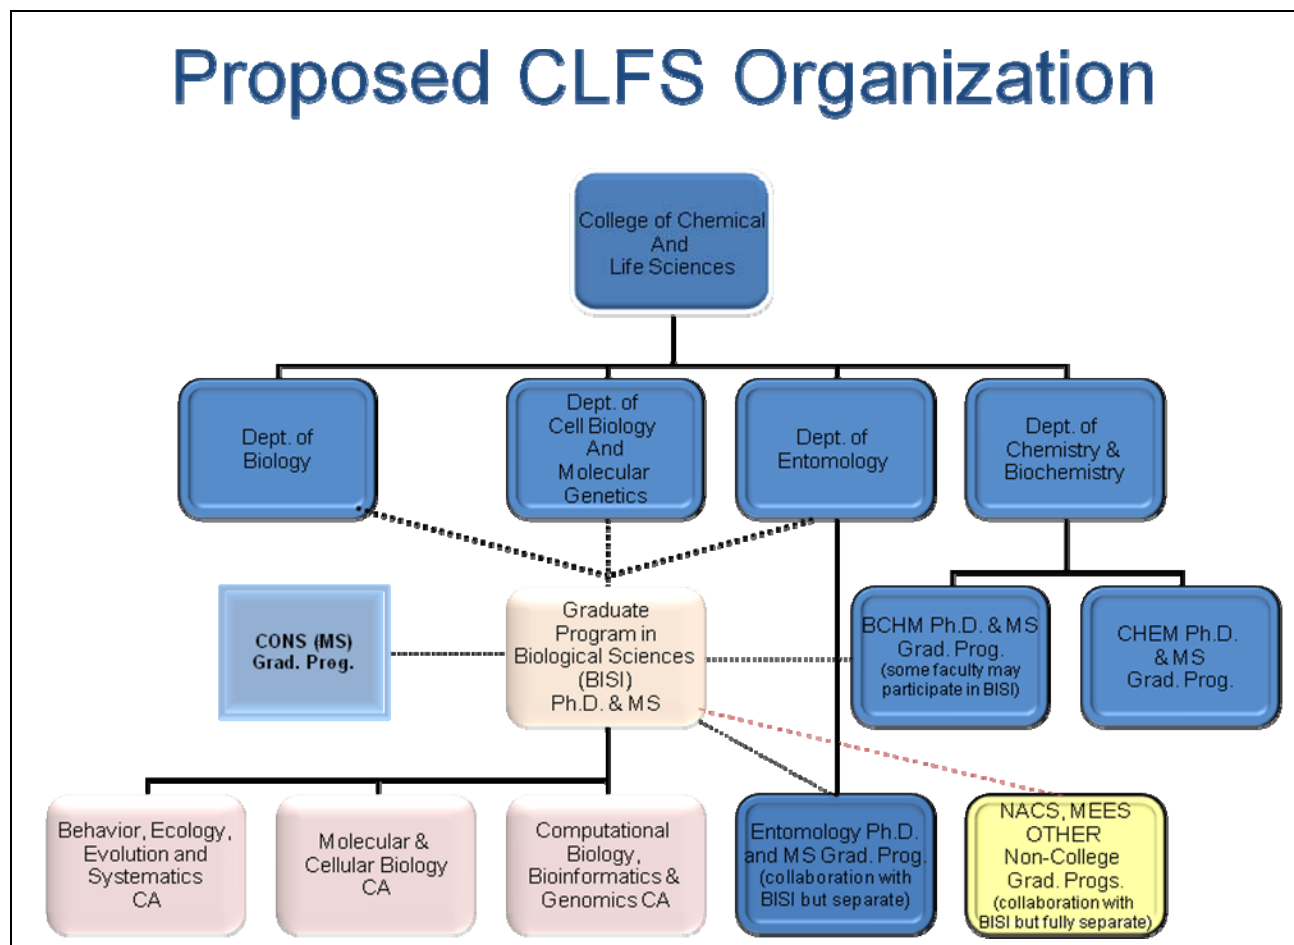 Proposed CLFS Organization
College of Chemical
And
Life Sciences
Dept. of
Biology
Dept. of
Cell Biology
And
Molecular
Genetics
Dept. of
Entomology
Dept. of
Chemistry &
Biochemistry
CONS (MS)
Grad. Prog.
Graduate
Program in
Biological Sciences
(BISI)
Ph.D. & MS
BCHM Ph.D. & MS
Grad. Prog.
(some faculty may
participate in BISI)
CHEM Ph.D.
& MS
Grad. Prog.
Behavior, Ecology,
Evolution and
Systematics
CA
Molecular &
Cellular Biology
CA
Computational
Biology,
Bioinformatics &
Genomics CA
Entomology Ph.D.
and MS Grad. Prog.
(collaboration with
BISI but separate)
NACS, MEES
OTHER
Non-College
Grad. Progs.
(collaboration with
BISI but fully separate)